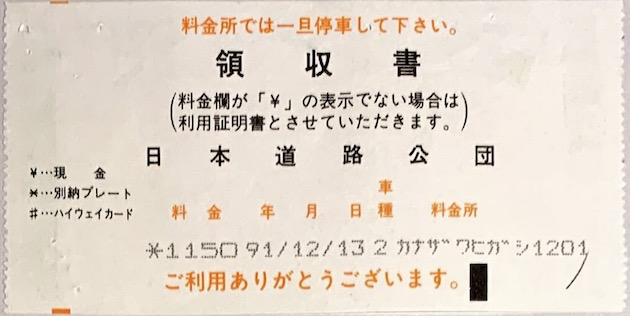 料金所では一旦停車して下さい。
領収書
(料金欄が「¥」の表示でない場合は
利用証明書とさせていただきます。)
日本道路公団
¥…現 金
*…別納プレート
#…ハイウェイカード
料 金 年 月 日 車種 料金所
*1150 91/12/13 2 カナザワヒガシ1201
ご利用ありがとうございます。